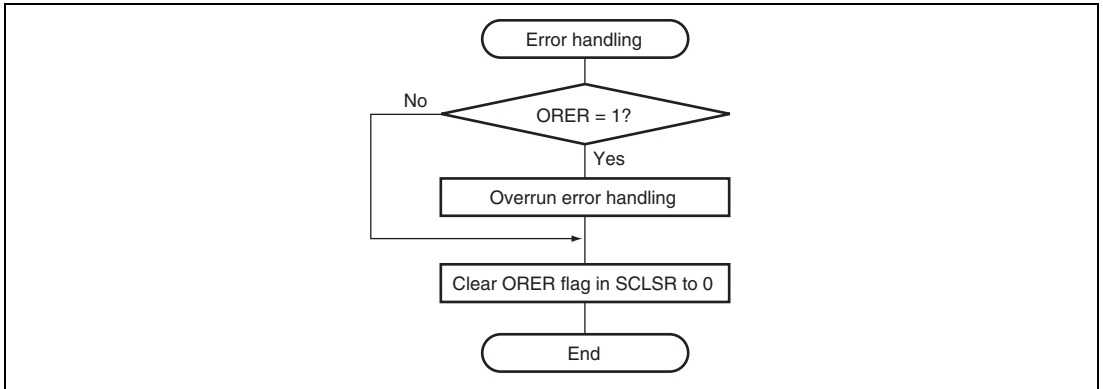 Error handling
No
ORER = 1?
Yes
Overrun error handling
Clear ORER flag in SCLSR to 0
End